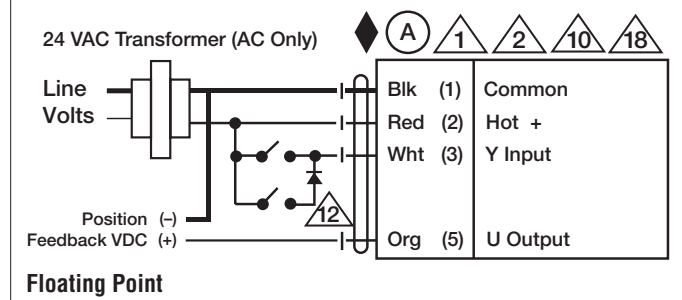 24 VAC Transformer (AC Only)
A 1 2 10 18
Line
Volts
Blk (1) Common
Red (2) Hot +
Wht (3) Y Input
12
Position (–)
Feedback VDC (+)
Org (5) U Output
Floating Point